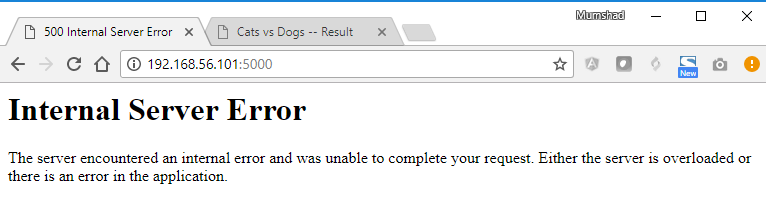 Mumshad
500 Internal Server Error
Cats vs Dogs -- Result
192.168.56.101:5000
New
Internal Server Error
The server encountered an internal error and was unable to complete your request. Either the server is overloaded or
there is an error in the application.